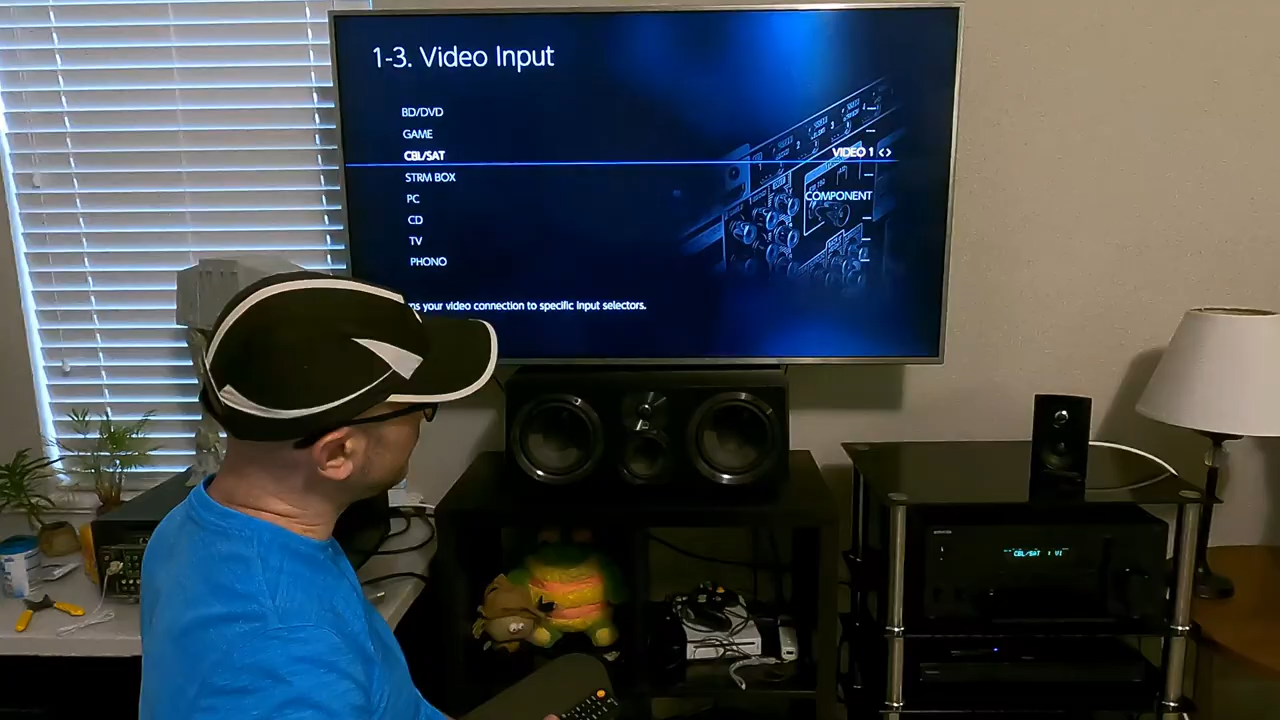 1-3. Video Input
BD/DVD
GAME
CBL/SAT VIDEO 1
STRM BOX
PC COMPONENT
CD
TV
PHONO
your video connection to specific input selectors.
CBL/SAT